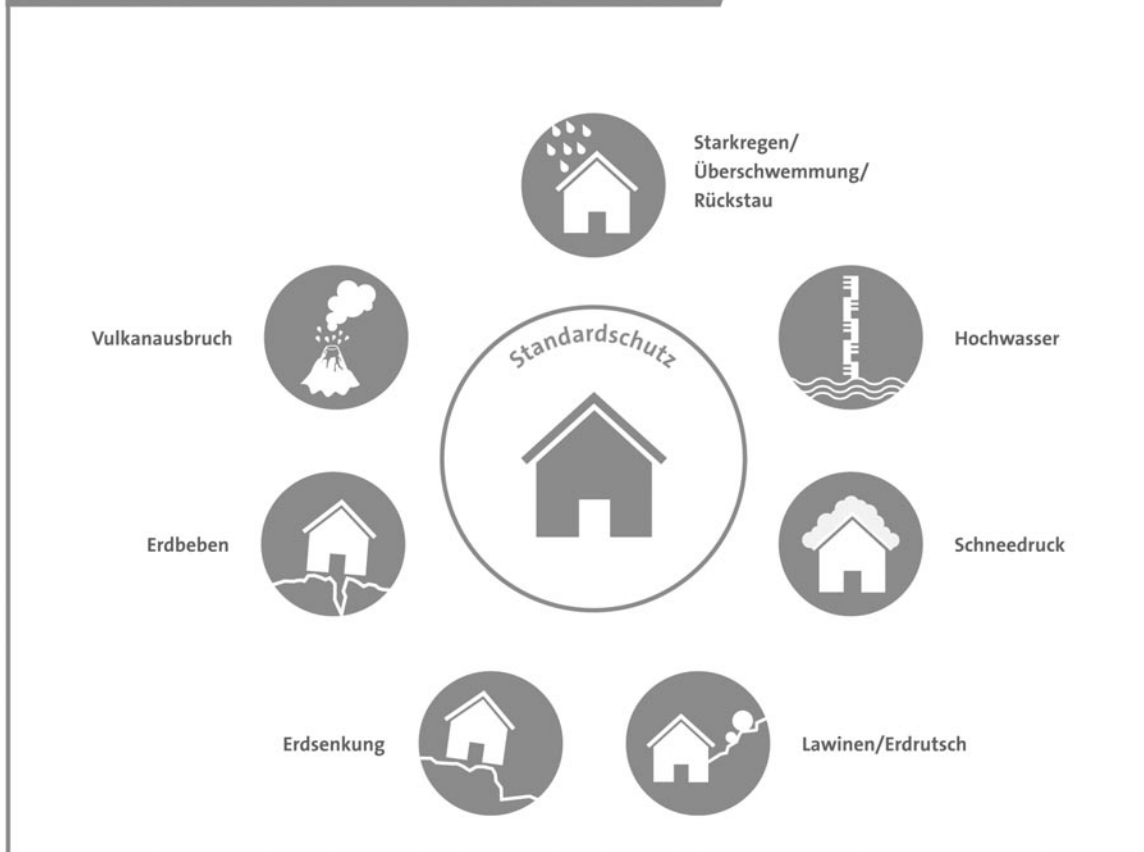 Starkregen/
Überschwemmung/
Rückstau
Vulkanausbruch
Hochwasser
Standardschutz
Erdbeben
Schneedruck
Erdsenkung
Lawinen/Erdrutsch